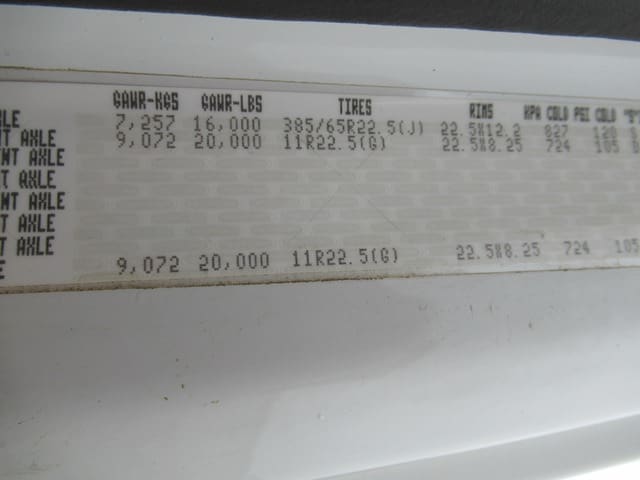 GAWR-KGS GAWR-LBS TIRES RIMS KPA COLD PSI COLD
7,257 16,000 385/65R22.5(J) 22.5X12.2 827 120
NT AXLE 9,072 20,000 11R22.5(G) 22.5X8.25 724 105
ENT AXLE
T AXLE
NT AXLE
T AXLE
T AXLE
9,072 20,000 11R22.5(G) 22.5X8.25 724 105